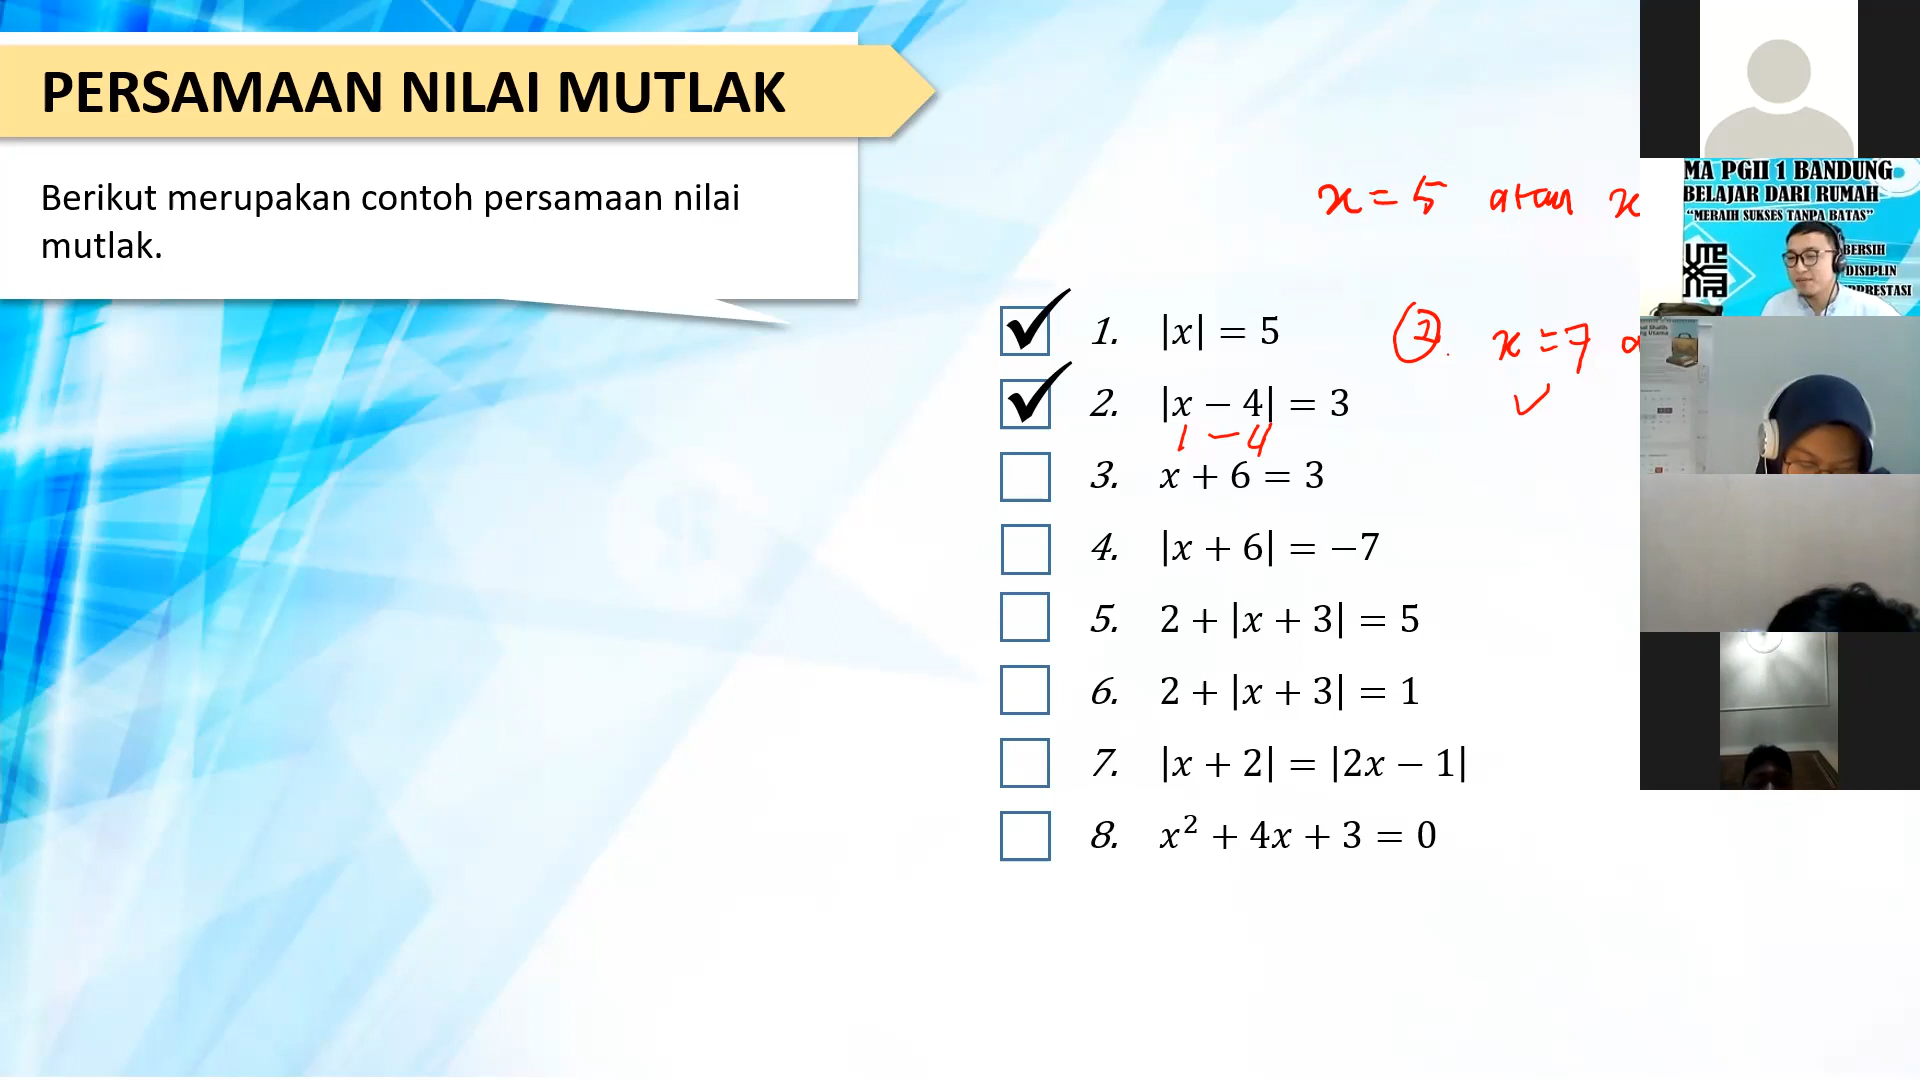 PERSAMAAN NILAI MUTLAK
Berikut merupakan contoh persamaan nilai
mutlak.
x = 5 atau x
1. |x| = 5
2. x = 7 a
2. |x − 4| = 3
1 − 4
3. x + 6 = 3
4. |x + 6| = −7
5. 2 + |x + 3| = 5
6. 2 + |x + 3| = 1
7. |x + 2| = |2x − 1|
8. x² + 4x + 3 = 0
MA PGII 1 BANDUNG
BELAJAR DARI RUMAH
“MERAIH SUKSES TANPA BATAS”
BERSIH
DISIPLIN